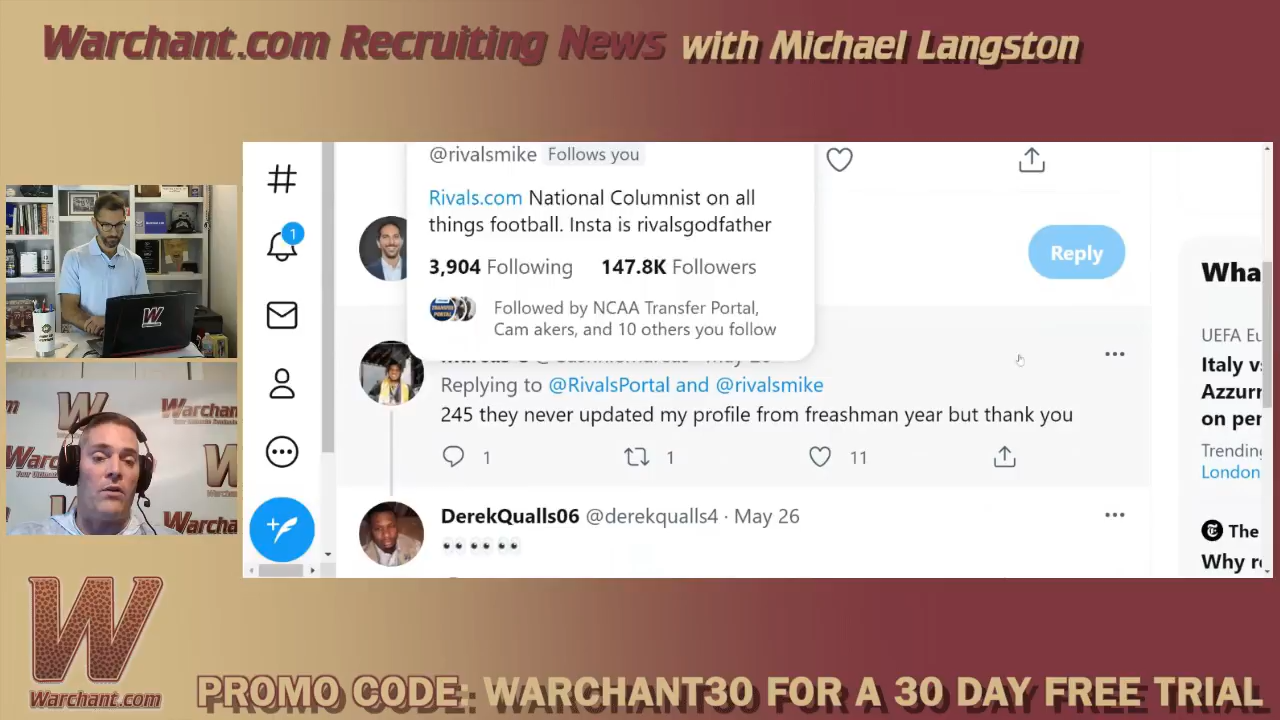 Warchant.com Recruiting News with Michael Langston
@rivalsmike Follows you
Rivals.com National Columnist on all
things football. Insta is rivalsgodfather
3,904 Following 147.8K Followers
Followed by NCAA Transfer Portal,
Cam akers, and 10 others you follow
Reply
1
Replying to @RivalsPortal and @rivalsmike
245 they never updated my profile from freashman year but thank you
1 1 11
DerekQualls06 @derekqualls4 · May 26
Wha
UEFA Eu
Italy v
Azzurr
on per
Trending
London
The
Why r
W
Warchant
W
Warchant.com
PROMO CODE: WARCHANT30 FOR A 30 DAY FREE TRIAL